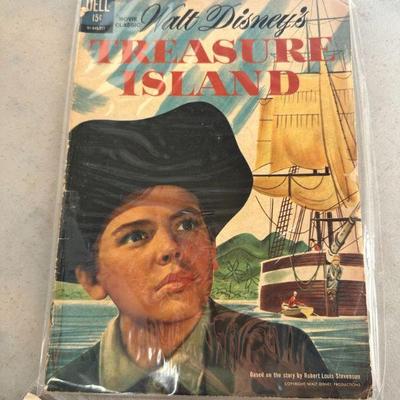 DELL
15¢
MOVIE
CLASSIC
Walt Disney's
TREASURE
ISLAND
Based on the story by Robert Louis Stevenson
COPYRIGHT WALT DISNEY PRODUCTIONS